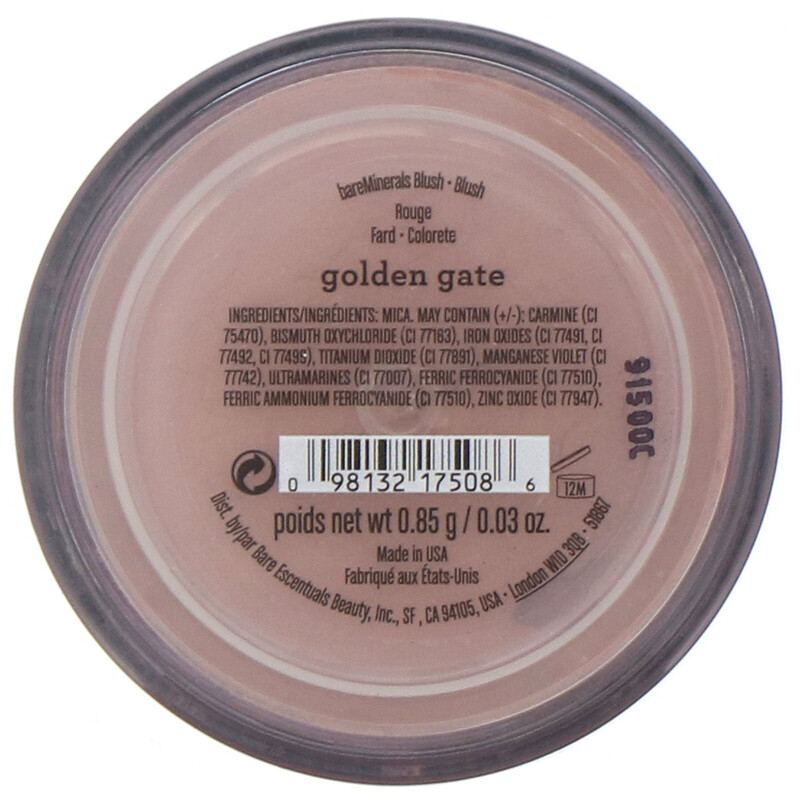 bareMinerals Blush · Blush
Rouge
Fard · Colorete
golden gate
INGREDIENTS/INGRÉDIENTS: MICA. MAY CONTAIN (+/-): CARMINE (CI
75470), BISMUTH OXYCHLORIDE (CI 77163), IRON OXIDES (CI 77491, CI
77492, CI 77499), TITANIUM DIOXIDE (CI 77891), MANGANESE VIOLET (CI
77742), ULTRAMARINES (CI 77007), FERRIC FERROCYANIDE (CI 77510),
FERRIC AMMONIUM FERROCYANIDE (CI 77510), ZINC OXIDE (CI 77947).
91500C
0 98132 17508 6
12M
poids net wt 0.85 g / 0.03 oz.
Made in USA
Fabriqué aux États-Unis
Dist. by/par Bare Escentuals Beauty, Inc., SF, CA 94105, USA · London W1D 3QB · 51867